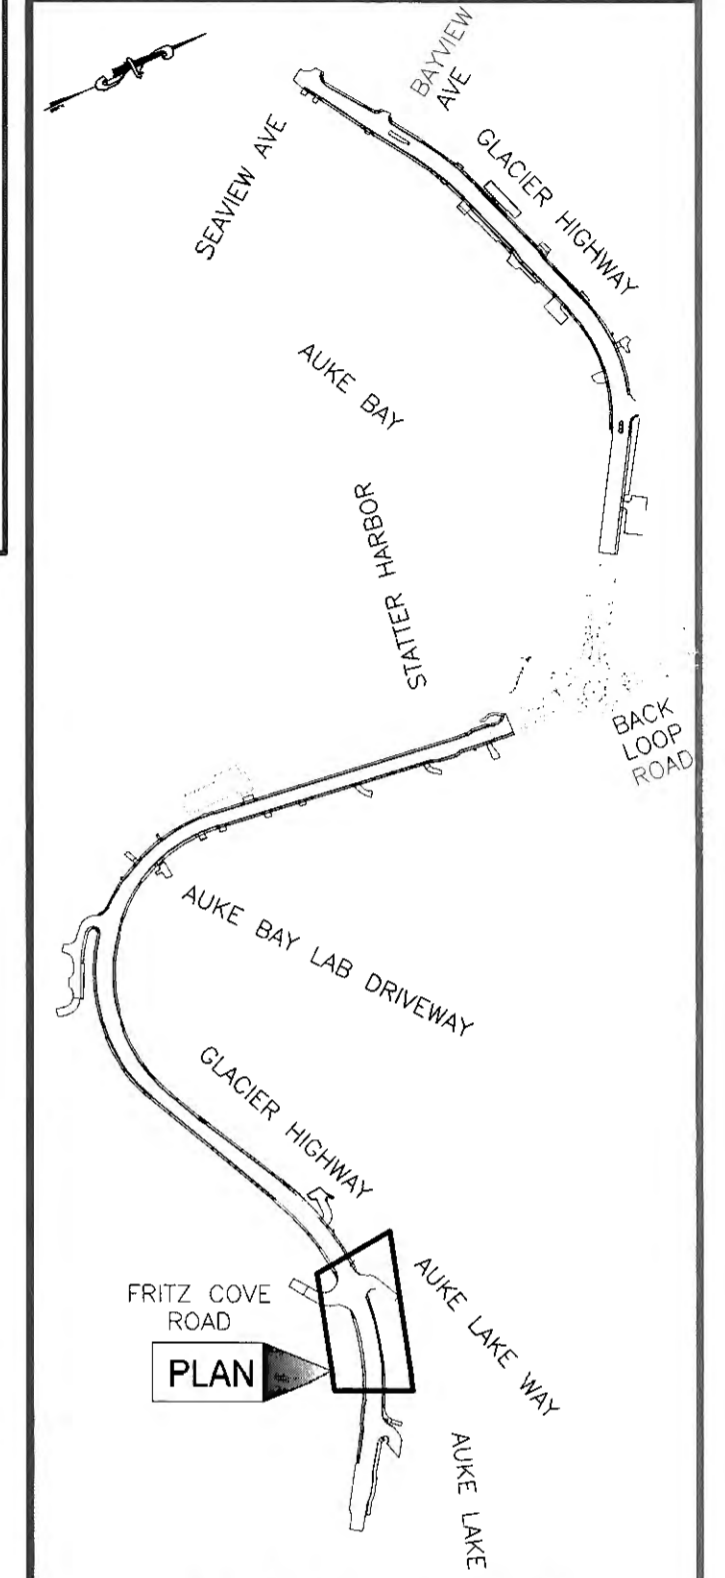 BAYVIEW
AVE
SEAVIEW AVE
GLACIER HIGHWAY
AUKE BAY
STATTER HARBOR
BACK
LOOP
ROAD
AUKE BAY LAB DRIVEWAY
GLACIER HIGHWAY
FRITZ COVE
ROAD
AUKE LAKE WAY
PLAN
AUKE LAKE